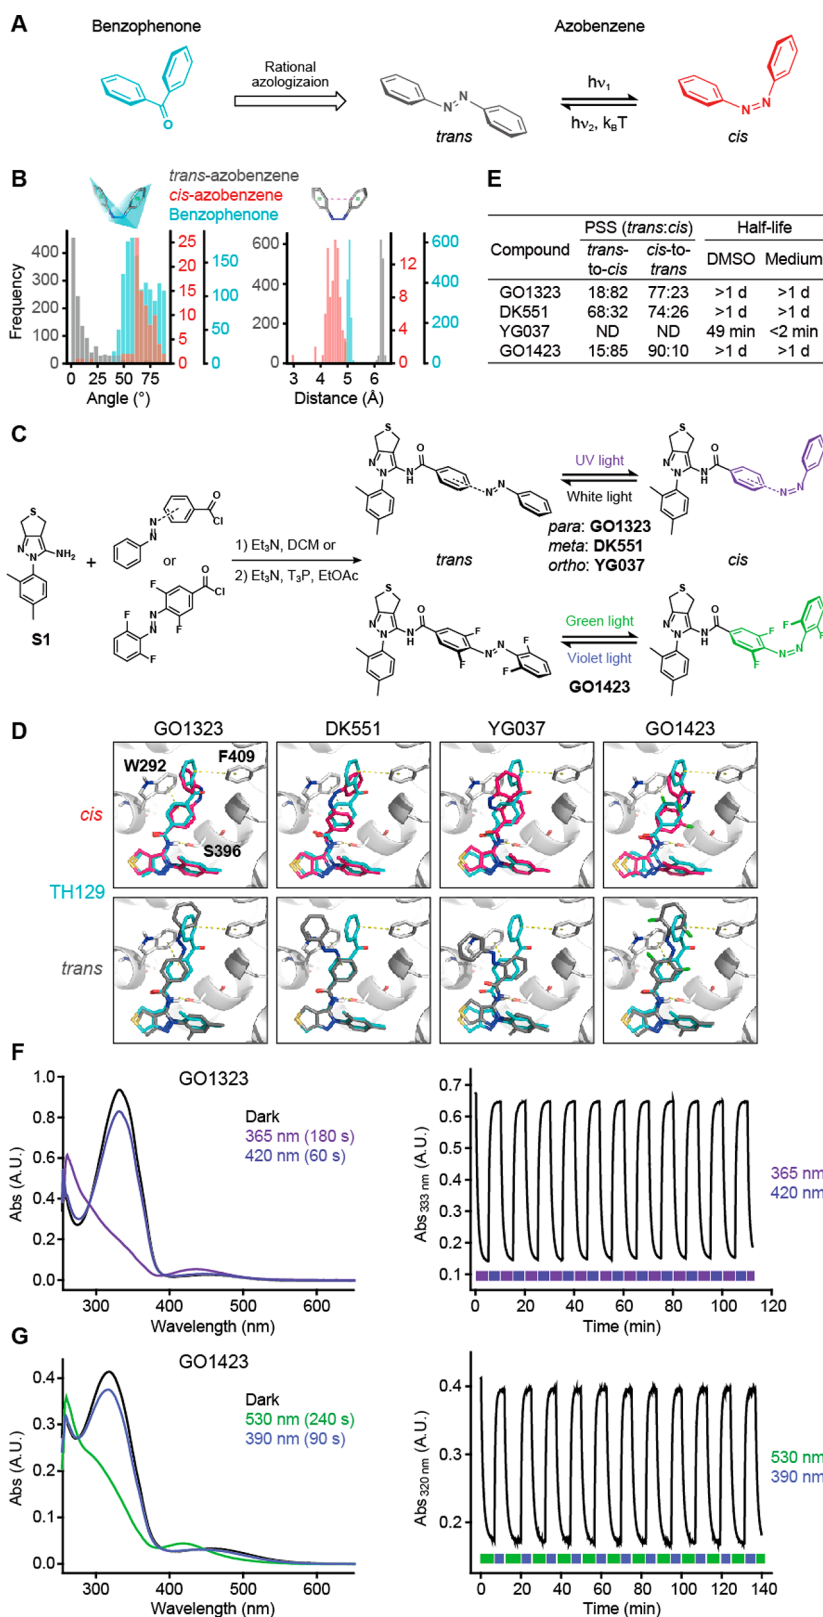 A
Benzophenone
Azobenzene
Rational
azologizaion
O
N
N
trans
hν₁
hν₂, k_BT
N
N
cis
B
trans-azobenzene
cis-azobenzene
Benzophenone
Frequency
400
300
200
100
0
25
20
15
10
5
0
150
100
50
0
0 25 50 75
Angle (°)
600
400
200
0
12
8
4
0
600
400
200
0
3 4 5 6
Distance (Å)
E
Compound PSS (trans:cis) Half-life
trans-to-cis cis-to-trans DMSO Medium
GO1323 18:82 77:23 >1 d >1 d
DK551 68:32 74:26 >1 d >1 d
YG037 ND ND 49 min <2 min
GO1423 15:85 90:10 >1 d >1 d
C
S
N
N
NH₂
S1
+
O
Cl
N
N
or
F
O
Cl
N
N
F
F
F
1) Et₃N, DCM or
2) Et₃N, T₃P, EtOAc
S
O
N
N
NH
N
N
trans
UV light
White light
para: GO1323
meta: DK551
ortho: YG037
S
O
N
N
NH
N
N
cis
S
O
N
N
NH
F
F
N
N
F
F
Green light
Violet light
GO1423
S
O
N
N
NH
F
F
N
N
F
F
D
GO1323 DK551 YG037 GO1423
cis
W292
F409
S396
TH129
trans
F
GO1323
Abs (A.U.)
1.0
0.8
0.6
0.4
0.2
0.0
Dark
365 nm (180 s)
420 nm (60 s)
300 400 500 600
Wavelength (nm)
Abs₃₃₃ ₙₘ (A.U.)
0.7
0.6
0.5
0.4
0.3
0.2
0.1
365 nm
420 nm
0 20 40 60 80 100 120
Time (min)
G
GO1423
Abs (A.U.)
0.4
0.3
0.2
0.1
0.0
Dark
530 nm (240 s)
390 nm (90 s)
300 400 500 600
Wavelength (nm)
Abs₃₂₀ ₙₘ (A.U.)
0.4
0.3
0.2
530 nm
390 nm
0 20 40 60 80 100 120 140
Time (min)